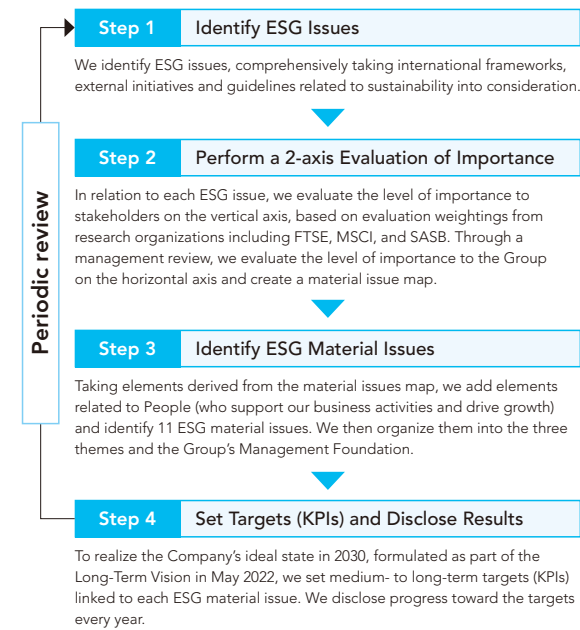 Step 1 Identify ESG Issues
We identify ESG issues, comprehensively taking international frameworks,
external initiatives and guidelines related to sustainability into consideration.
Periodic review
Step 2 Perform a 2-axis Evaluation of Importance
In relation to each ESG issue, we evaluate the level of importance to
stakeholders on the vertical axis, based on evaluation weightings from
research organizations including FTSE, MSCI, and SASB. Through a
management review, we evaluate the level of importance to the Group
on the horizontal axis and create a material issue map.
Step 3 Identify ESG Material Issues
Taking elements derived from the material issues map, we add elements
related to People (who support our business activities and drive growth)
and identify 11 ESG material issues. We then organize them into the three
themes and the Group's Management Foundation.
Step 4 Set Targets (KPIs) and Disclose Results
To realize the Company's ideal state in 2030, formulated as part of the
Long-Term Vision in May 2022, we set medium- to long-term targets (KPIs)
linked to each ESG material issue. We disclose progress toward the targets
every year.